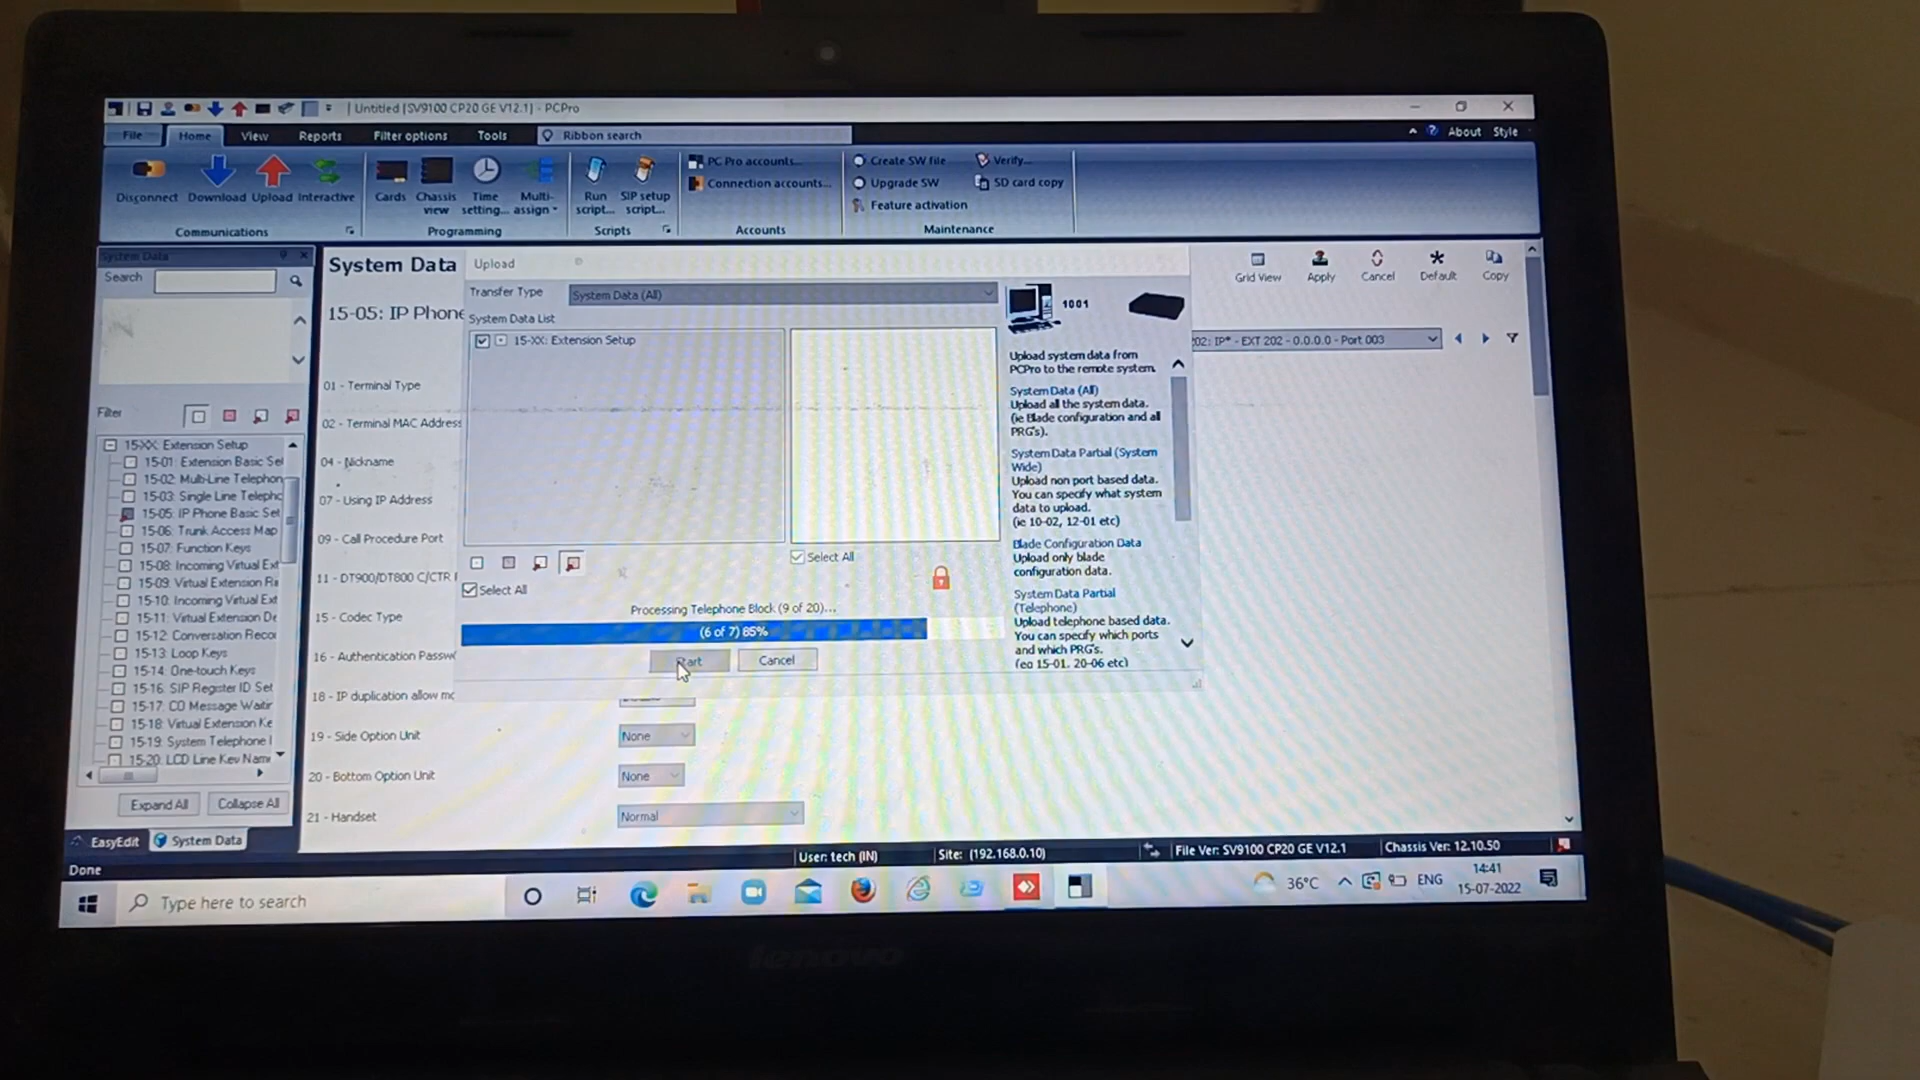 Untitled [SV9100 CP20 GE V12.1] - PCPro
File Home View Reports Filter options Tools Ribbon search About Style
Disconnect Download Upload Interactive
Communications
Cards Chassis view Time setting... Multi-assign
Programming
Run script... SIP setup script...
Scripts
PC Pro accounts...
Connection accounts...
Accounts
Create SW file
Upgrade SW
Feature activation
Verify...
SD card copy
Maintenance
System Data
Search
Filter
15-XX: Extension Setup
15-01: Extension Basic Set
15-02: Multi-Line Telephon
15-03: Single Line Telepho
15-05: IP Phone Basic Set
15-06: Trunk Access Map
15-07: Function Keys
15-08: Incoming Virtual Ext
15-09: Virtual Extension Ri
15-10: Incoming Virtual Ext
15-11: Virtual Extension De
15-12: Conversation Recor
15-13: Loop Keys
15-14: One-touch Keys
15-16: SIP Register ID Set
15-17: CO Message Waitir
15-18: Virtual Extension Ke
15-19: System Telephone
15-20: LCD Line Key Name
Expand All Collapse All
EasyEdit System Data
System Data
15-05: IP Phone
01 - Terminal Type
02 - Terminal MAC Address
04 - Nickname
07 - Using IP Address
09 - Call Procedure Port
11 - DT900/DT800 C/CTR
15 - Codec Type
16 - Authentication Passw
18 - IP duplication allow mo
19 - Side Option Unit None
20 - Bottom Option Unit None
21 - Handset Normal
Grid View Apply Cancel Default Copy
202: IP* - EXT 202 - 0.0.0.0 - Port 003
Upload
Transfer Type System Data (All)
System Data List
15-XX: Extension Setup
Select All
Select All
Processing Telephone Block (9 of 20)...
(6 of 7) 85%
Start Cancel
1001
Upload system data from
PCPro to the remote system.
System Data (All)
Upload all the system data.
(ie Blade configuration and all
PRG's).
System Data Partial (System
Wide)
Upload non port based data.
You can specify what system
data to upload.
(ie 10-02, 12-01 etc)
Blade Configuration Data
Upload only blade
configuration data.
System Data Partial
(Telephone)
Upload telephone based data.
You can specify which ports
and which PRG's.
(eg 15-01, 20-06 etc)
Done User: tech (IN) Site: (192.168.0.10) File Ver: SV9100 CP20 GE V12.1 Chassis Ver: 12.10.50
Type here to search 36°C ENG 14:41
15-07-2022
lenovo